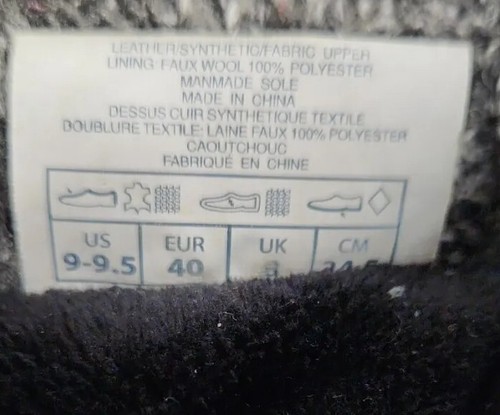 LEATHER/SYNTHETIC/FABRIC UPPER
LINING: FAUX WOOL 100% POLYESTER
MANMADE SOLE
MADE IN CHINA
DESSUS CUIR SYNTHETIQUE TEXTILE
DOUBLURE TEXTILE: LAINE FAUX 100% POLYESTER
CAOUTCHOUC
FABRIQUÉ EN CHINE
US EUR UK CM
9-9.5 40